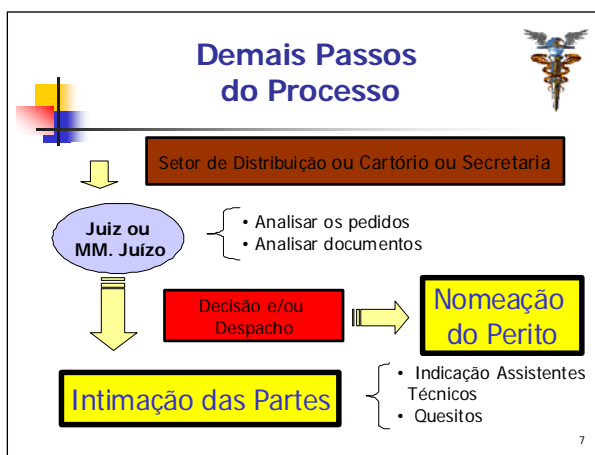 Demais Passos
do Processo
Setor de Distribuição ou Cartório ou Secretaria
Juiz ou
MM. Juízo
• Analisar os pedidos
• Analisar documentos
Decisão e/ou
Despacho
Nomeação
do Perito
Intimação das Partes
• Indicação Assistentes
Técnicos
• Quesitos
7